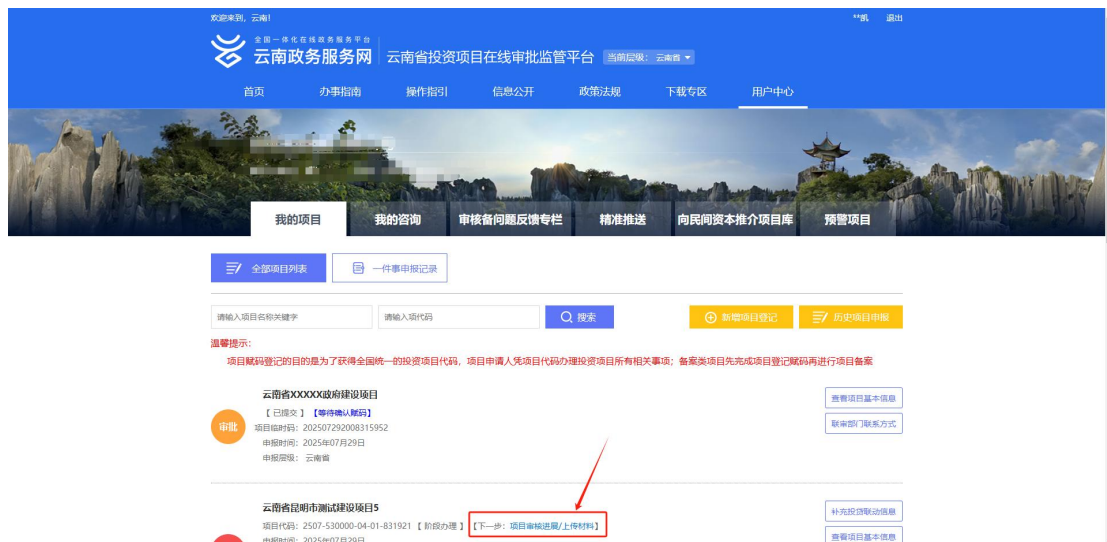 欢迎来到，云南！ **凯 退出
全国一体化在线政务服务平台
云南政务服务网 云南省投资项目在线审批监管平台 当前层级： 云南省
首页 办事指南 操作指引 信息公开 政策法规 下载专区 用户中心
我的项目 我的咨询 审核备问题反馈专栏 精准推送 向民间资本推介项目库 预警项目
全部项目列表 一件事申报记录
请输入项目名称关键字 请输入项代码 搜索 新增项目登记 历史项目申报
温馨提示：
项目赋码登记的目的是为了获得全国统一的投资项目代码，项目申请人凭项目代码办理投资项目所有相关事项；备案类项目先完成项目登记赋码再进行项目备案
云南省XXXXX政府建设项目 查看项目基本信息
【 已提交 】【等待确认赋码】
审批 项目临时码： 202507292008315952 联审部门联系方式
申报时间： 2025年07月29日
申报层级： 云南省
云南省昆明市测试建设项目5 补充投贷联动信息
项目代码： 2507-530000-04-01-831921 【 阶段办理 】【下一步：项目审核进展/上传材料】
申报时间： 2025年07月29日 查看项目基本信息